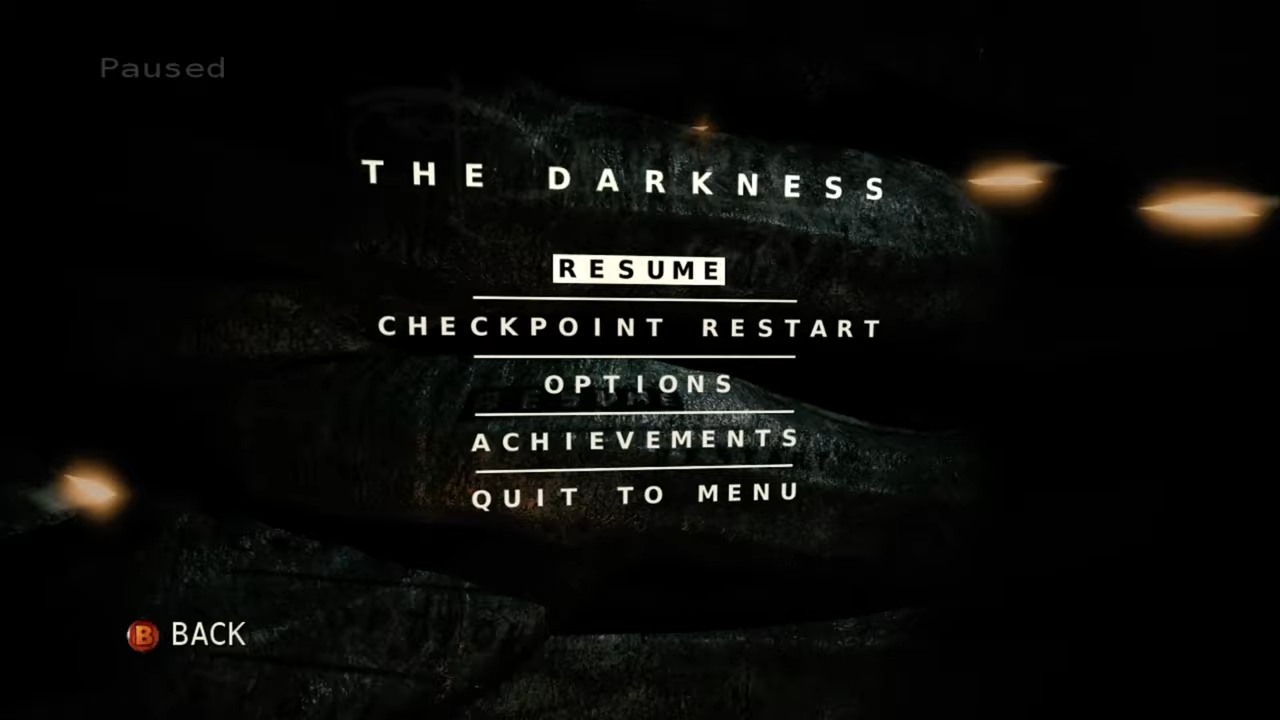 Paused
THE DARKNESS
RESUME
CHECKPOINT RESTART
OPTIONS
ACHIEVEMENTS
QUIT TO MENU
B BACK